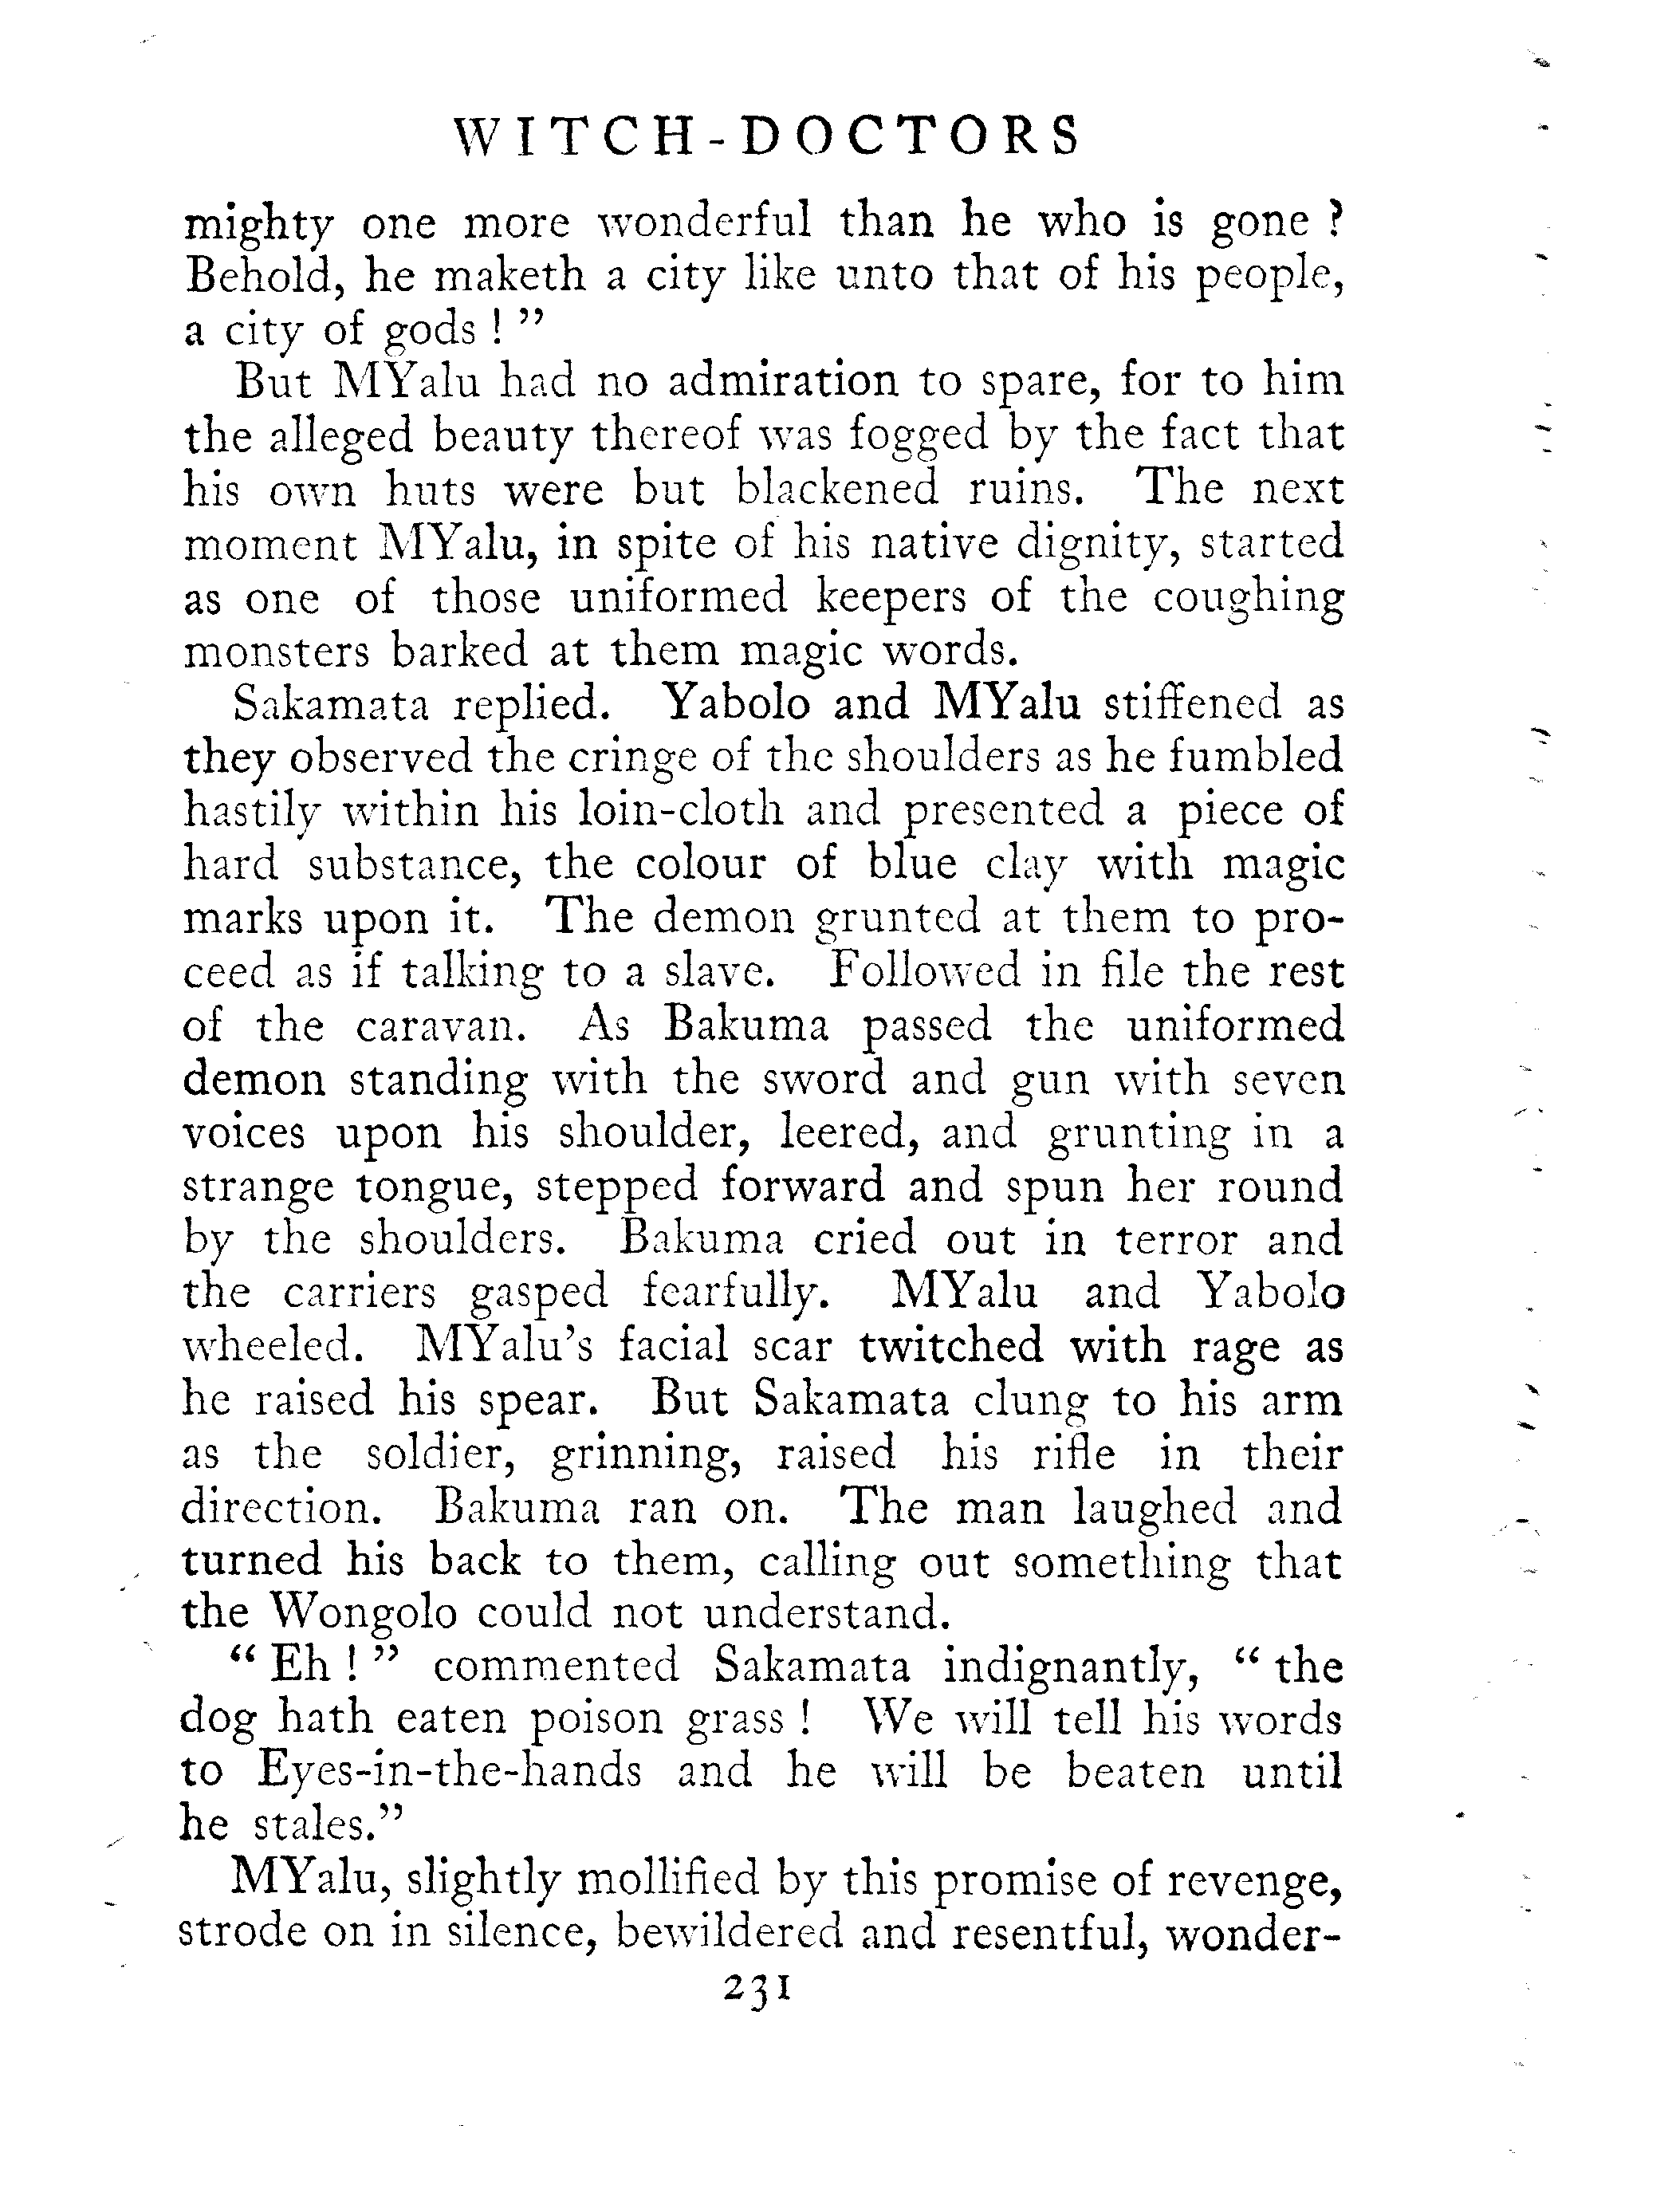 WITCH-DOCTORS
mighty one more wonderful than he who is gone ?
Behold, he maketh a city like unto that of his people,
a city of gods ! ”
But MYalu had no admiration to spare, for to him
the alleged beauty thereof was fogged by the fact that
his own huts were but blackened ruins. The next
moment MYalu, in spite of his native dignity, started
as one of those uniformed keepers of the coughing
monsters barked at them magic words.
Sakamata replied. Yabolo and MYalu stiffened as
they observed the cringe of the shoulders as he fumbled
hastily within his loin-cloth and presented a piece of
hard substance, the colour of blue clay with magic
marks upon it. The demon grunted at them to pro-
ceed as if talking to a slave. Followed in file the rest
of the caravan. As Bakuma passed the uniformed
demon standing with the sword and gun with seven
voices upon his shoulder, leered, and grunting in a
strange tongue, stepped forward and spun her round
by the shoulders. Bakuma cried out in terror and
the carriers gasped fearfully. MYalu and Yabolo
wheeled. MYalu’s facial scar twitched with rage as
he raised his spear. But Sakamata clung to his arm
as the soldier, grinning, raised his rifle in their
direction. Bakuma ran on. The man laughed and
turned his back to them, calling out something that
the Wongolo could not understand.
“ Eh ! ” commented Sakamata indignantly, “ the
dog hath eaten poison grass ! We will tell his words
to Eyes-in-the-hands and he will be beaten until
he stales.”
MYalu, slightly mollified by this promise of revenge,
strode on in silence, bewildered and resentful, wonder-
231